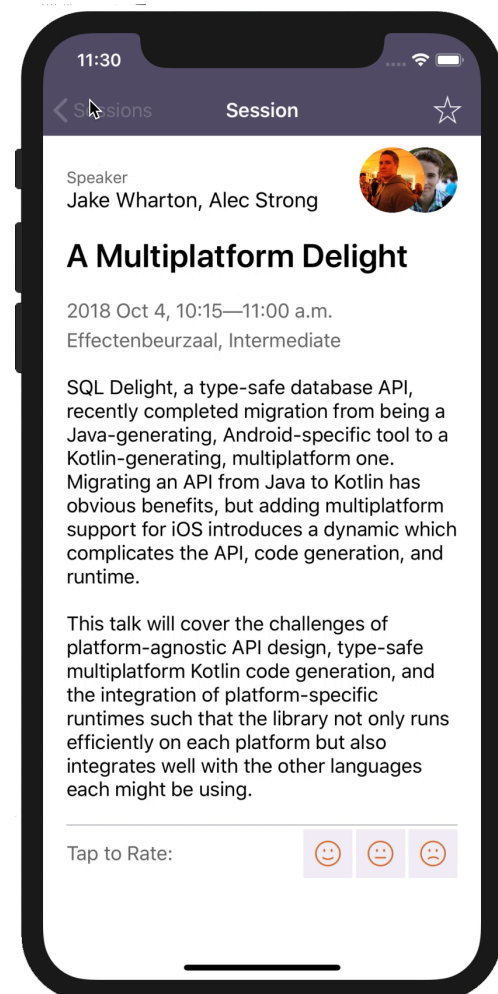 11:30
Sessions
Session
Speaker
Jake Wharton, Alec Strong
A Multiplatform Delight
2018 Oct 4, 10:15—11:00 a.m.
Effectenbeurzaal, Intermediate
SQL Delight, a type-safe database API,
recently completed migration from being a
Java-generating, Android-specific tool to a
Kotlin-generating, multiplatform one.
Migrating an API from Java to Kotlin has
obvious benefits, but adding multiplatform
support for iOS introduces a dynamic which
complicates the API, code generation, and
runtime.
This talk will cover the challenges of
platform-agnostic API design, type-safe
multiplatform Kotlin code generation, and
the integration of platform-specific
runtimes such that the library not only runs
efficiently on each platform but also
integrates well with the other languages
each might be using.
Tap to Rate: